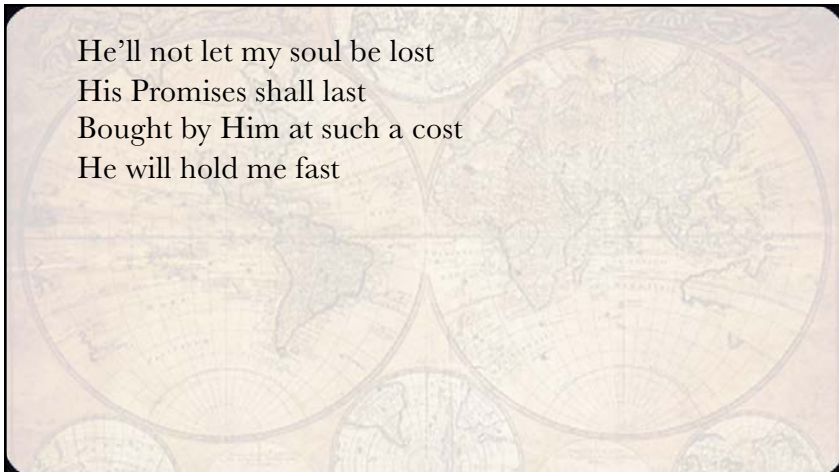 He’ll not let my soul be lost
His Promises shall last
Bought by Him at such a cost
He will hold me fast